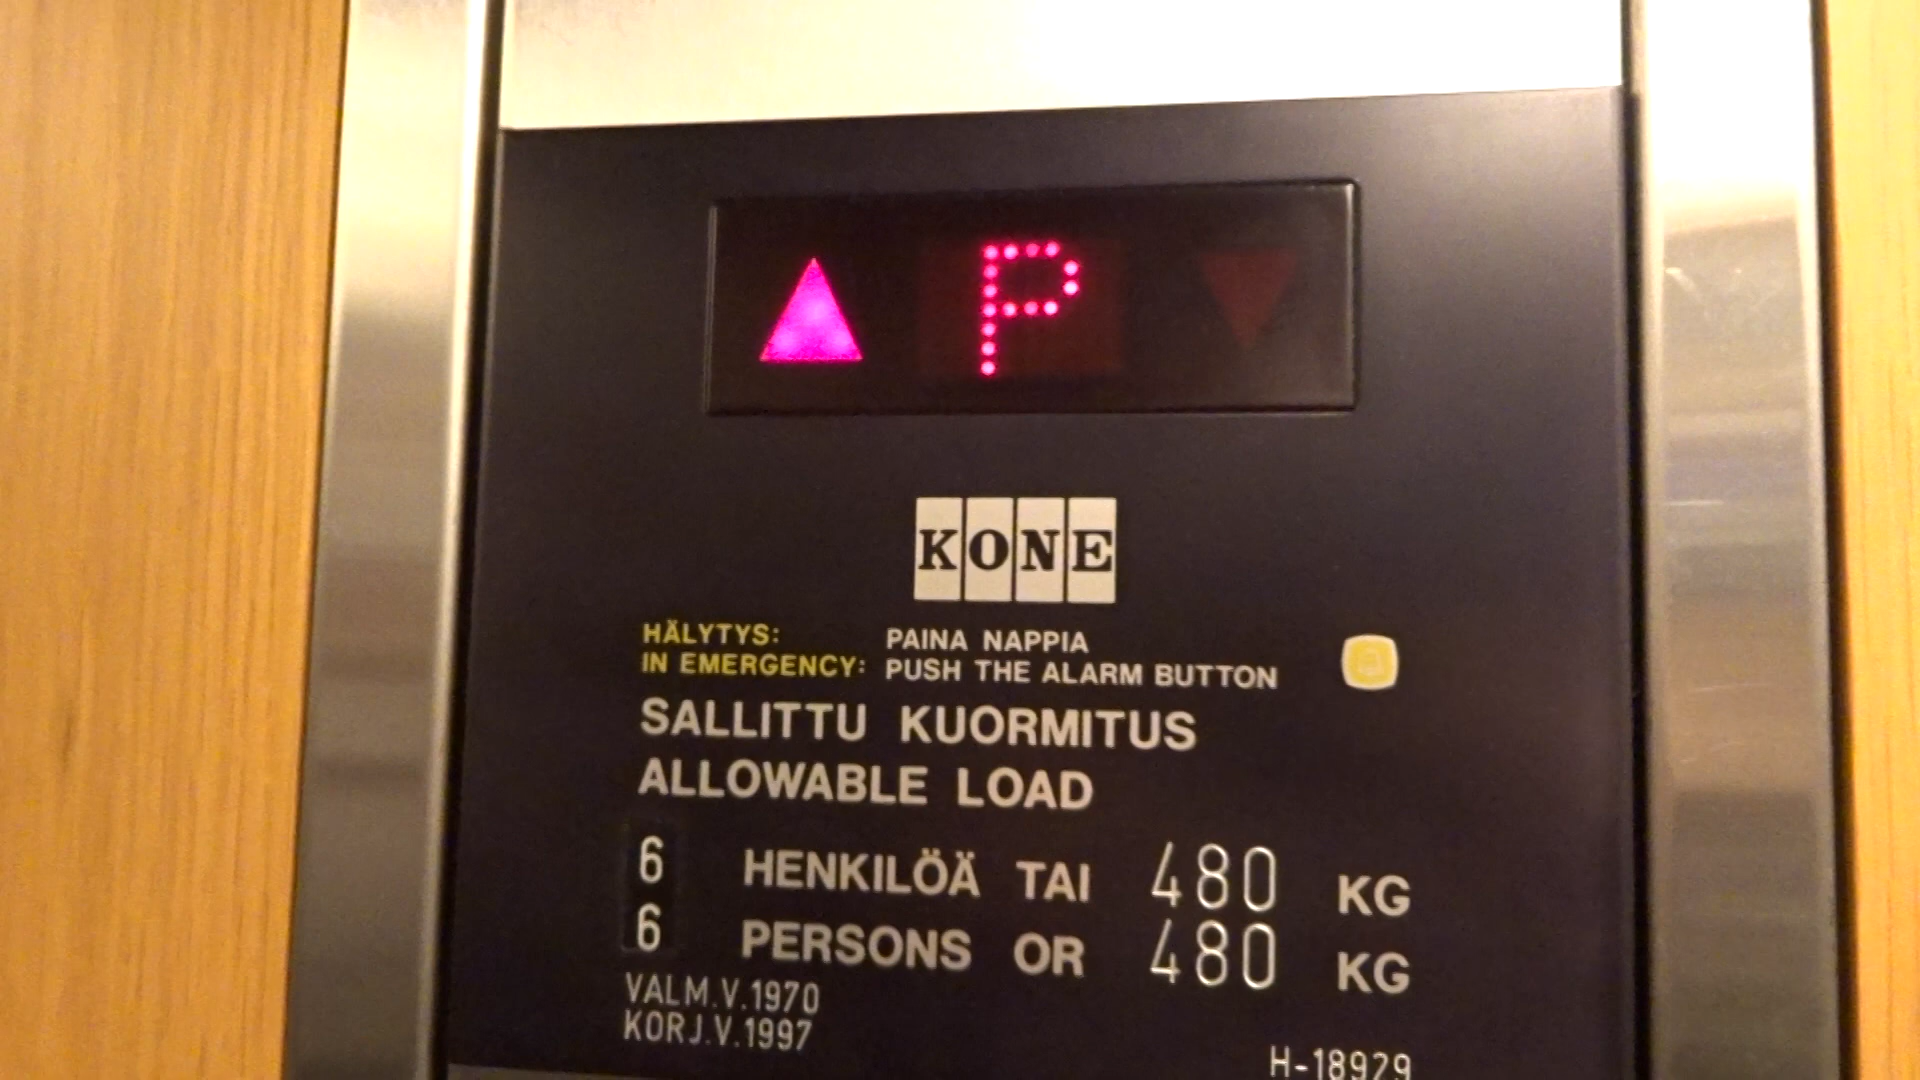 P
KONE
HÄLYTYS: PAINA NAPPIA
IN EMERGENCY: PUSH THE ALARM BUTTON
SALLITTU KUORMITUS
ALLOWABLE LOAD
6 HENKILÖÄ TAI 480 KG
6 PERSONS OR 480 KG
VALM.V.1970
KORJ.V.1997
H-18929